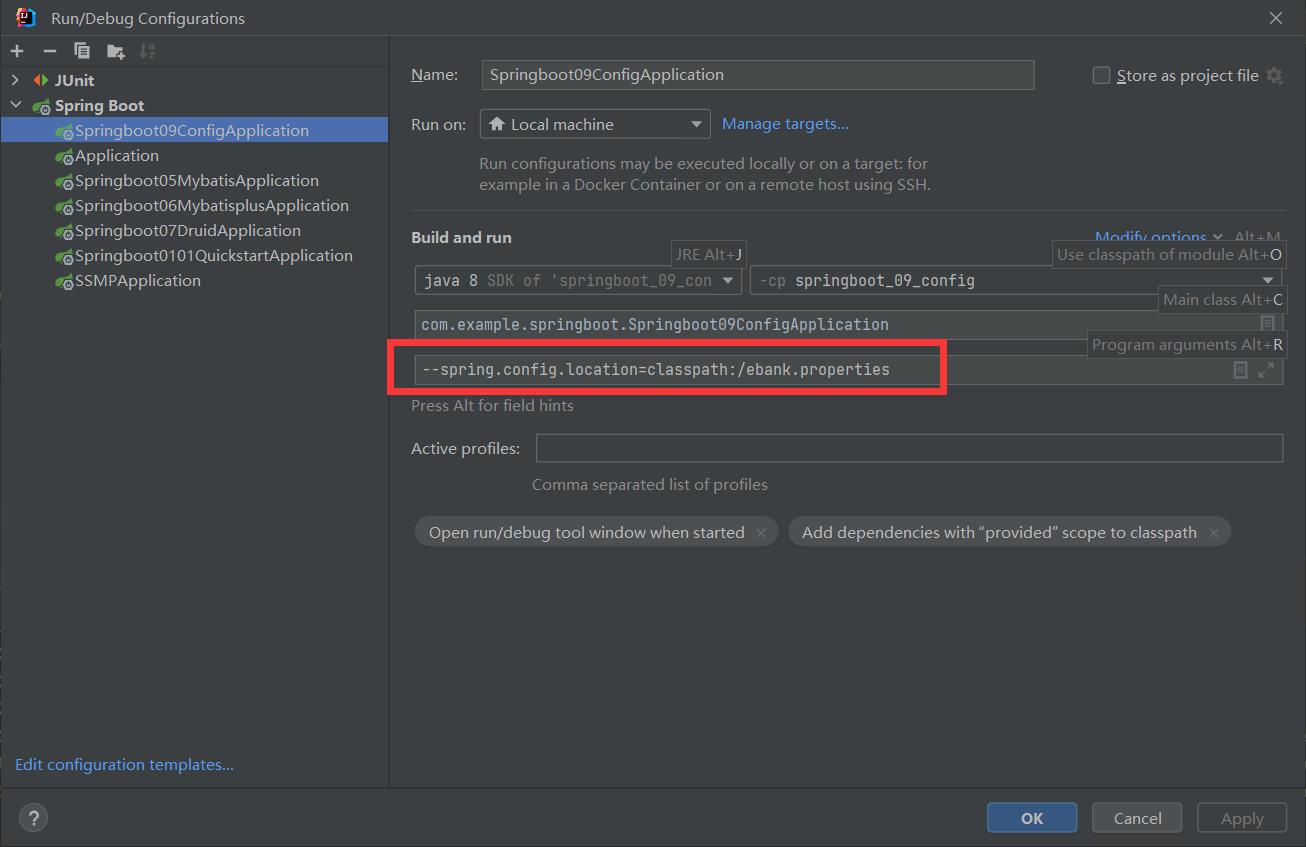 Run/Debug Configurations
JUnit
Spring Boot
Springboot09ConfigApplication
Application
Springboot05MybatisApplication
Springboot06MybatisplusApplication
Springboot07DruidApplication
Springboot0101QuickstartApplication
SSMPApplication
Edit configuration templates...
?
Name:
Springboot09ConfigApplication
Store as project file
Run on:
Local machine
Manage targets...
Run configurations may be executed locally or on a target: for
example in a Docker Container or on a remote host using SSH.
Build and run
Modify options
Alt+M
JRE Alt+J
Use classpath of module Alt+O
java 8 SDK of 'springboot_09_con
-cp springboot_09_config
Main class Alt+C
com.example.springboot.Springboot09ConfigApplication
Program arguments Alt+R
--spring.config.location=classpath:/ebank.properties
Press Alt for field hints
Active profiles:
Comma separated list of profiles
Open run/debug tool window when started
Add dependencies with “provided” scope to classpath
OK
Cancel
Apply